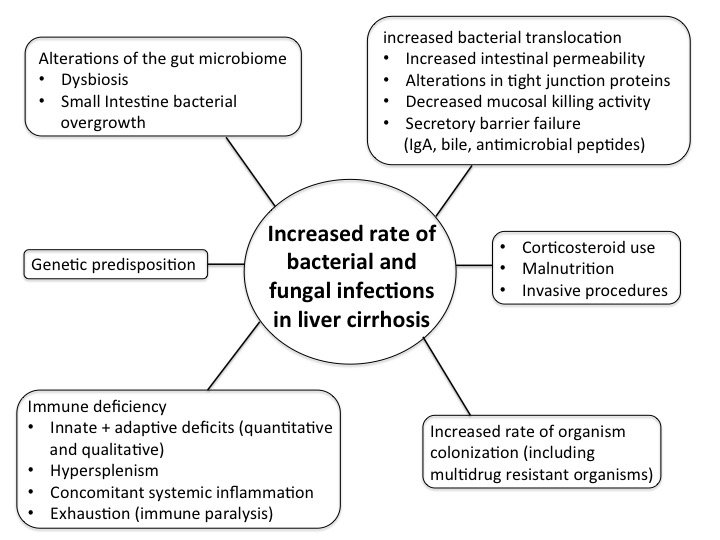 Alterations of the gut microbiome
• Dysbiosis
• Small Intestine bacterial
overgrowth
increased bacterial translocation
• Increased intestinal permeability
• Alterations in tight junction proteins
• Decreased mucosal killing activity
• Secretory barrier failure
(IgA, bile, antimicrobial peptides)
Increased rate of
bacterial and
fungal infections
in liver cirrhosis
Genetic predisposition
• Corticosteroid use
• Malnutrition
• Invasive procedures
Immune deficiency
• Innate + adaptive deficits (quantitative
and qualitative)
• Hypersplenism
• Concomitant systemic inflammation
• Exhaustion (immune paralysis)
Increased rate of organism
colonization (including
multidrug resistant organisms)